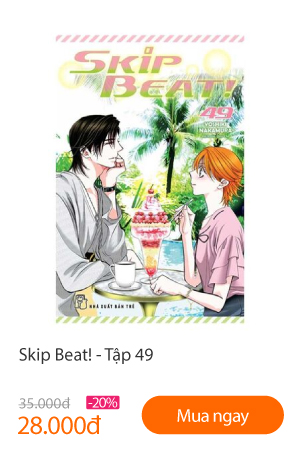 SKIP
BEAT!
49
YOSHIKI
NAKAMURA
NHÀ XUẤT BẢN TRẺ
Skip Beat! - Tập 49
35.000đ -20%
28.000đ
Mua ngay